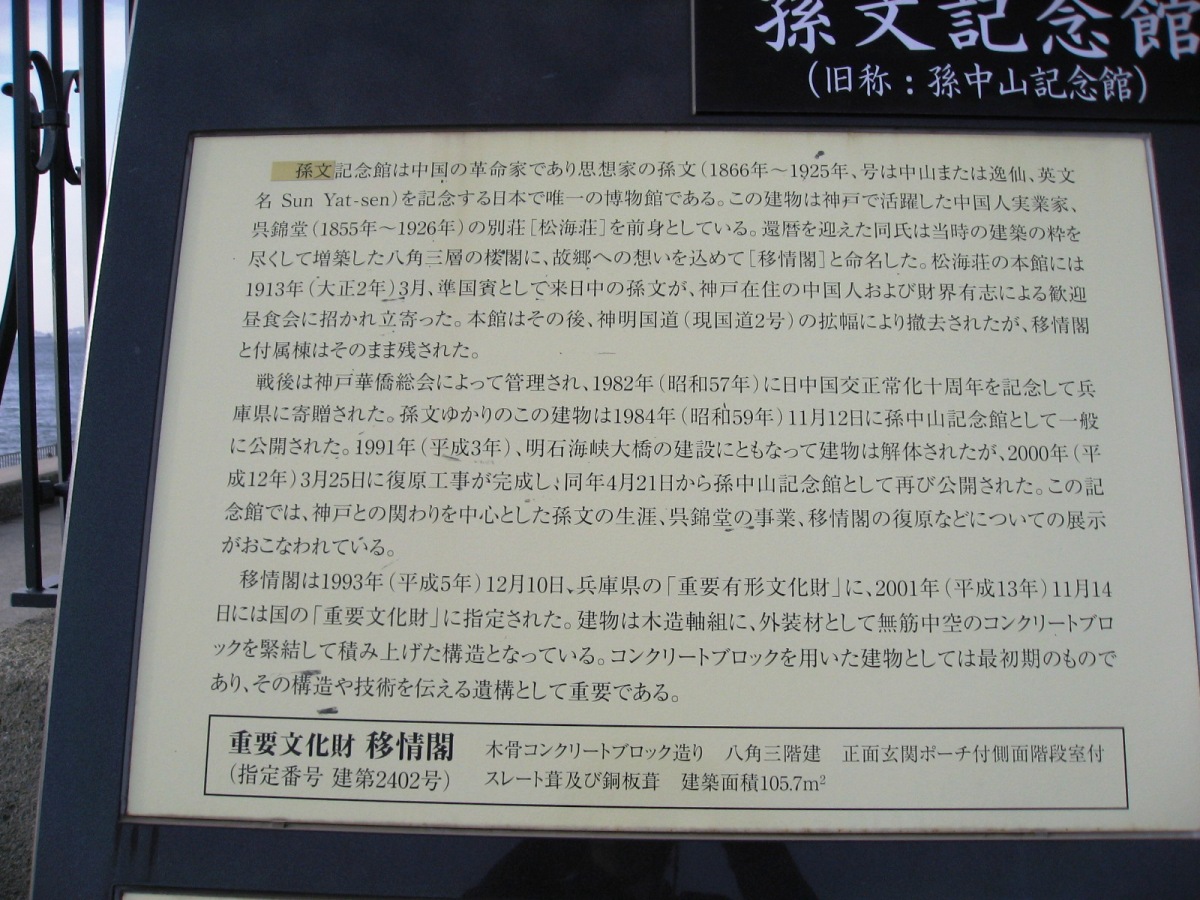 孫文記念館
(旧称：孫中山記念館)
孫文記念館は中国の革命家であり思想家の孫文(1866年〜1925年、号は中山または逸仙、英文
名 Sun Yat-sen)を記念する日本で唯一の博物館である。この建物は神戸で活躍した中国人実業家、
呉錦堂(1855年〜1926年)の別荘[松海荘]を前身としている。還暦を迎えた同氏は当時の建築の粋を
尽くして増築した八角三層の楼閣に、故郷への想いを込めて[移情閣]と命名した。松海荘の本館には
1913年(大正2年)3月、準国賓として来日中の孫文が、神戸在住の中国人および財界有志による歓迎
昼食会に招かれ立寄った。本館はその後、神明国道(現国道2号)の拡幅により撤去されたが、移情閣
と付属棟はそのまま残された。
戦後は神戸華僑総会によって管理され、1982年(昭和57年)に日中国交正常化十周年を記念して兵
庫県に寄贈された。孫文ゆかりのこの建物は1984年(昭和59年)11月12日に孫中山記念館として一般
に公開された。1991年(平成3年)、明石海峡大橋の建設にともなって建物は解体されたが、2000年(平
成12年)3月25日に復原工事が完成し、同年4月21日から孫中山記念館として再び公開された。この記
念館では、神戸との関わりを中心とした孫文の生涯、呉錦堂の事業、移情閣の復原などについての展示
がおこなわれている。
移情閣は1993年(平成5年)12月10日、兵庫県の「重要有形文化財」に、2001年(平成13年)11月14
日には国の「重要文化財」に指定された。建物は木造軸組に、外装材として無筋中空のコンクリートブロ
ックを緊結して積み上げた構造となっている。コンクリートブロックを用いた建物としては最初期のもので
あり、その構造や技術を伝える遺構として重要である。
重要文化財 移情閣 木骨コンクリートブロック造り 八角三階建 正面玄関ポーチ付側面階段室付
(指定番号 建第2402号) スレート葺及び銅板葺 建築面積105.7m²